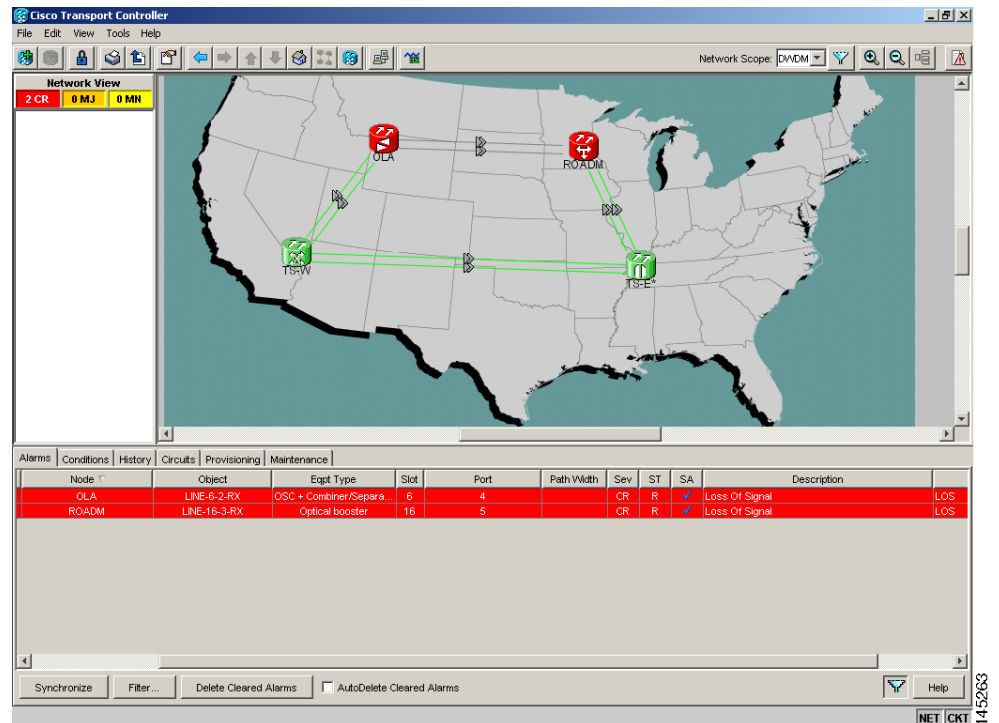 Cisco Transport Controller
File Edit View Tools Help
Network Scope: DWDM
Network View
2 CR 0 MJ 0 MN
OLA
ROADM
TS-W
TS-E*
Alarms Conditions History Circuits Provisioning Maintenance
Node Object Eqpt Type Slot Port Path Width Sev ST SA Description
OLA LINE-6-2-RX OSC + Combiner/Separa... 6 4 CR R Loss Of Signal LOS
ROADM LINE-16-3-RX Optical booster 16 5 CR R Loss Of Signal LOS
Synchronize Filter... Delete Cleared Alarms AutoDelete Cleared Alarms Help
NET CKT
145263